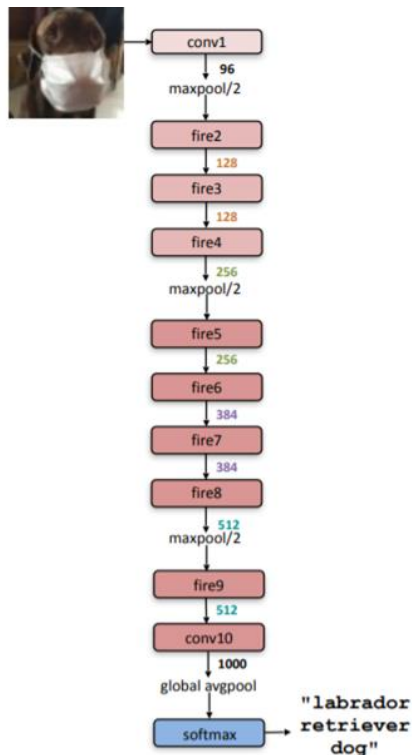 conv1
96
maxpool/2
fire2
128
fire3
128
fire4
256
maxpool/2
fire5
256
fire6
384
fire7
384
fire8
512
maxpool/2
fire9
512
conv10
1000
global avgpool
softmax
"labrador
retriever
dog"